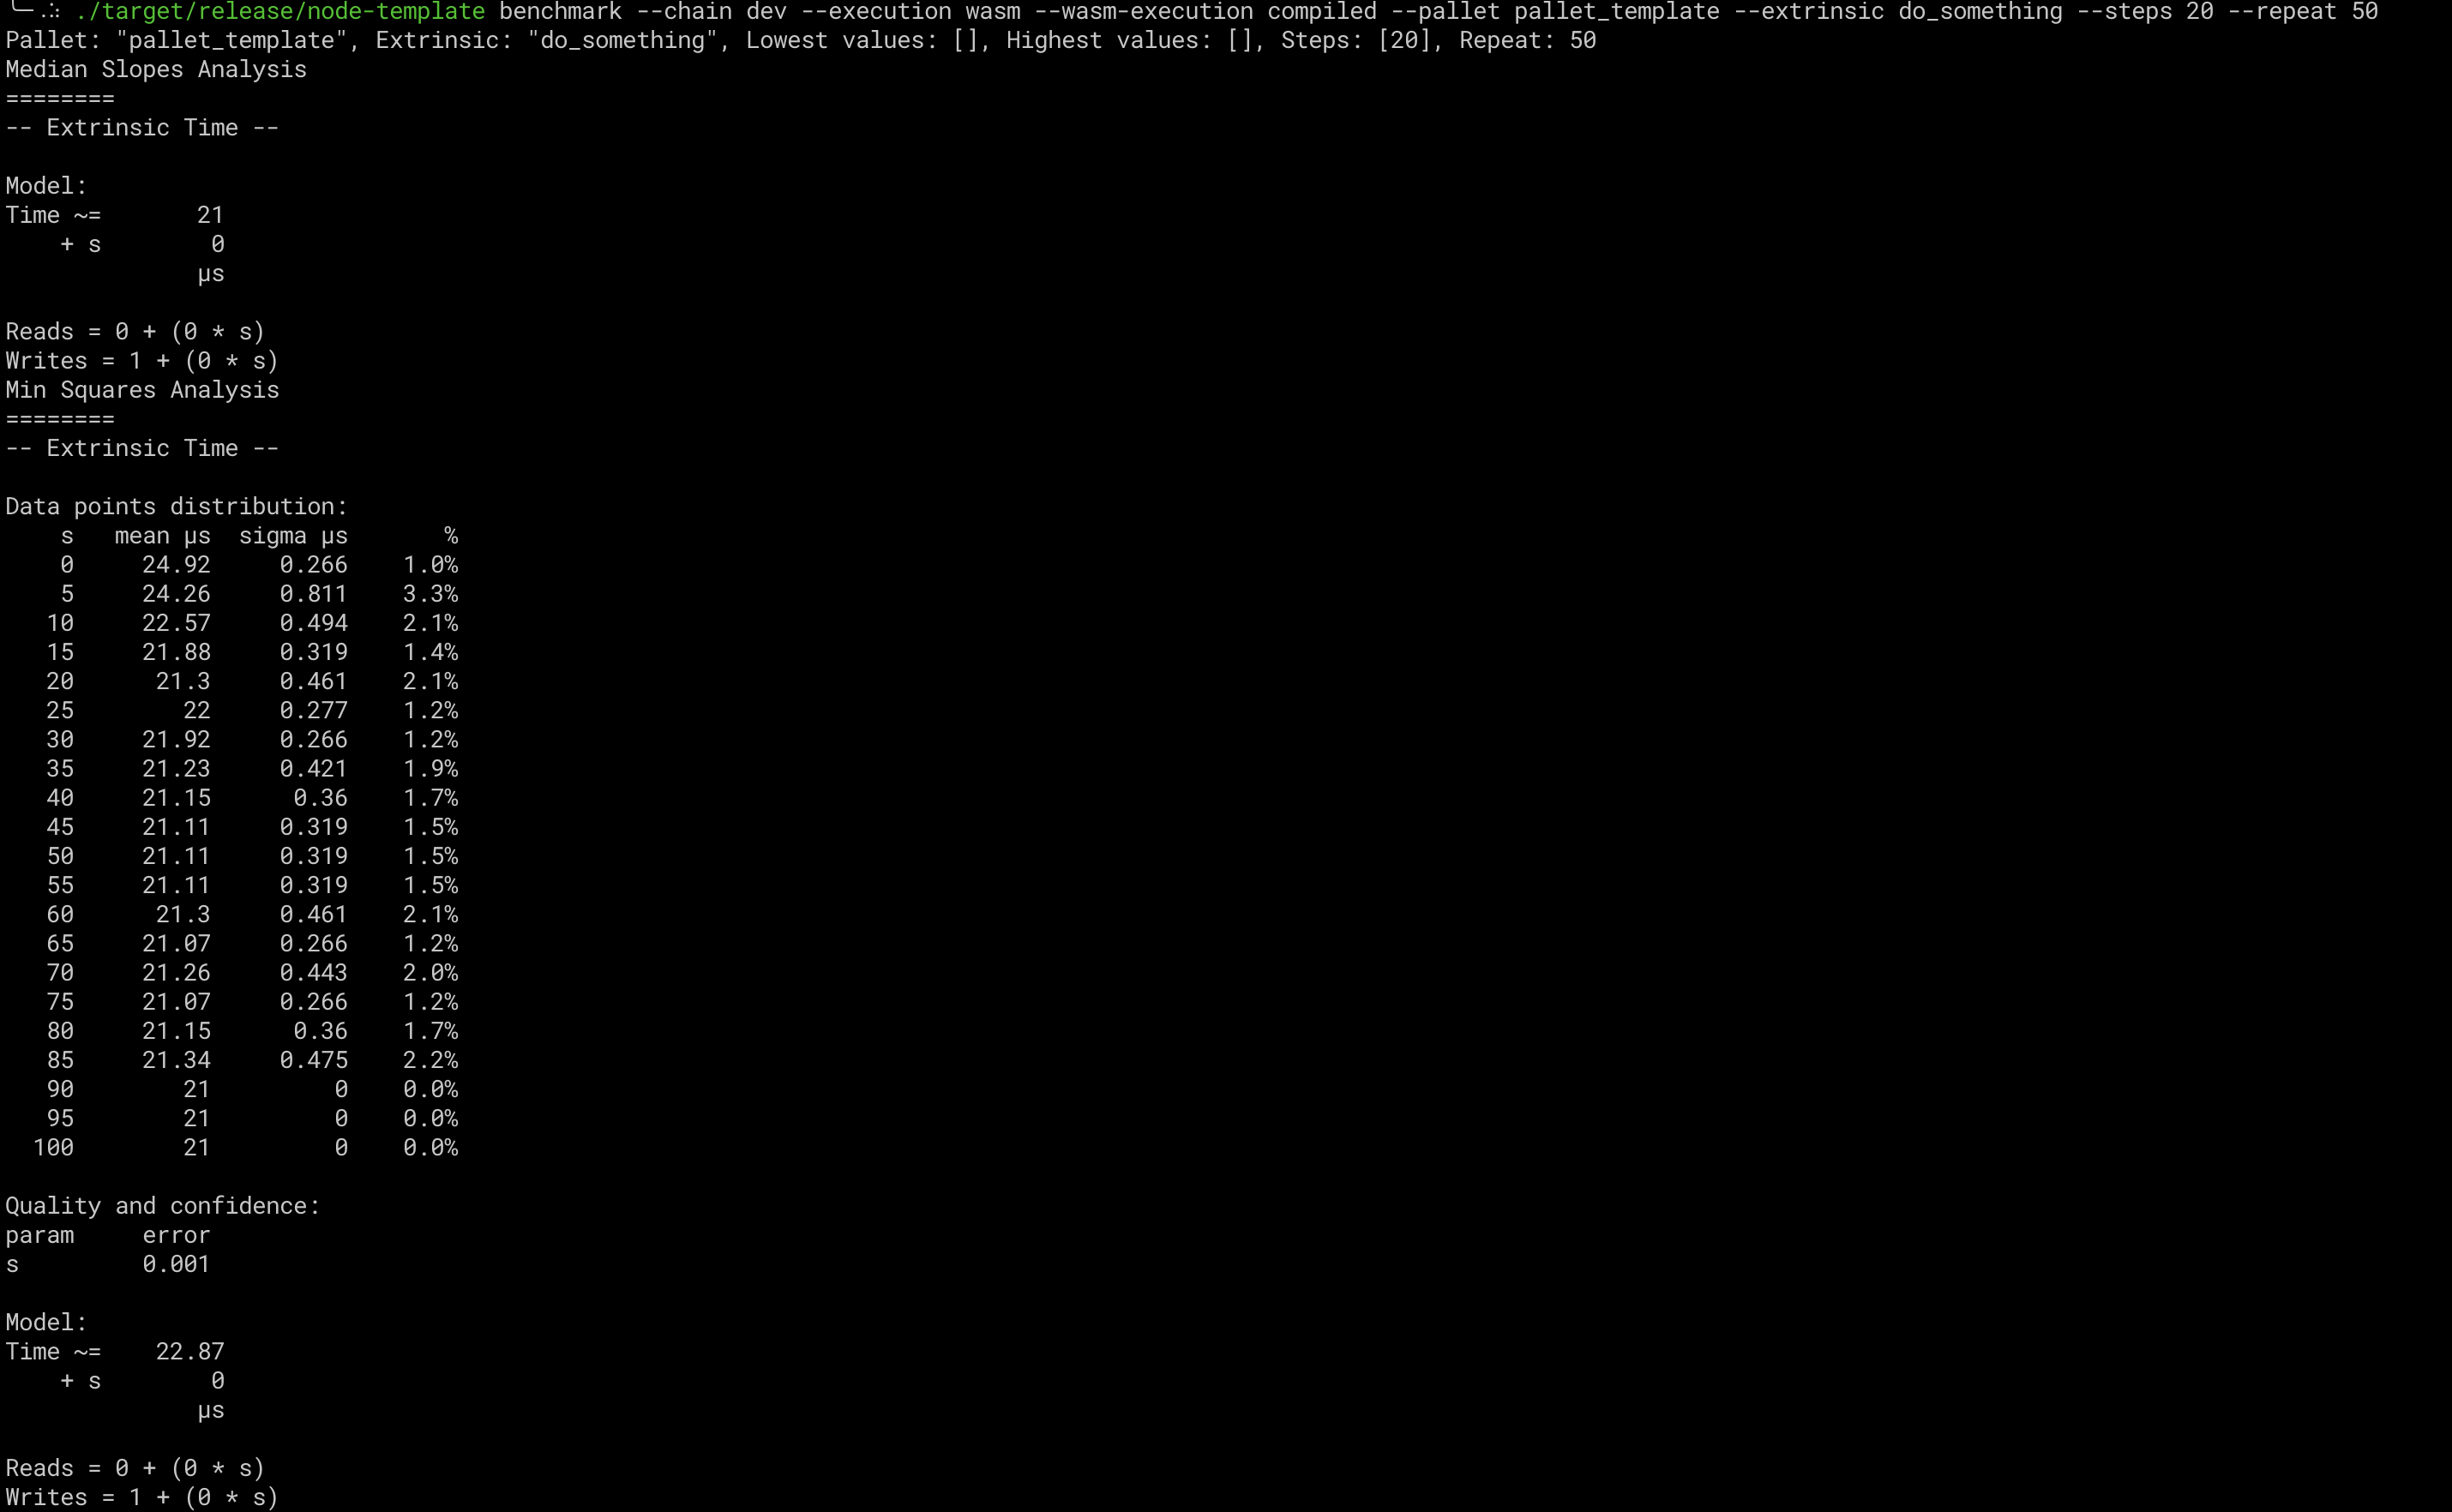 ╰─ ./target/release/node-template benchmark --chain dev --execution wasm --wasm-execution compiled --pallet pallet_template --extrinsic do_something --steps 20 --repeat 50
Pallet: "pallet_template", Extrinsic: "do_something", Lowest values: [], Highest values: [], Steps: [20], Repeat: 50
Median Slopes Analysis
========
-- Extrinsic Time --

Model:
Time ~=       21
    + s        0
              µs

Reads = 0 + (0 * s)
Writes = 1 + (0 * s)
Min Squares Analysis
========
-- Extrinsic Time --

Data points distribution:
    s   mean µs  sigma µs       %
    0     24.92     0.266    1.0%
    5     24.26     0.811    3.3%
   10     22.57     0.494    2.1%
   15     21.88     0.319    1.4%
   20      21.3     0.461    2.1%
   25        22     0.277    1.2%
   30     21.92     0.266    1.2%
   35     21.23     0.421    1.9%
   40     21.15      0.36    1.7%
   45     21.11     0.319    1.5%
   50     21.11     0.319    1.5%
   55     21.11     0.319    1.5%
   60      21.3     0.461    2.1%
   65     21.07     0.266    1.2%
   70     21.26     0.443    2.0%
   75     21.07     0.266    1.2%
   80     21.15      0.36    1.7%
   85     21.34     0.475    2.2%
   90        21         0    0.0%
   95        21         0    0.0%
  100        21         0    0.0%

Quality and confidence:
param     error
s         0.001

Model:
Time ~=    22.87
    + s        0
              µs

Reads = 0 + (0 * s)
Writes = 1 + (0 * s)